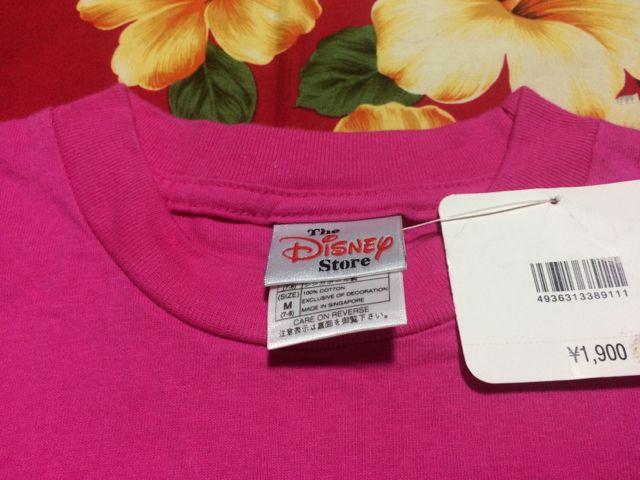 The
DISNEY
Store
(SIZE) 100% COTTON
M EXCLUSIVE OF DECORATION
(7-8) MADE IN SINGAPORE
CARE ON REVERSE
注意表示は裏面を御覧下さい。
4936313389111
¥1,900